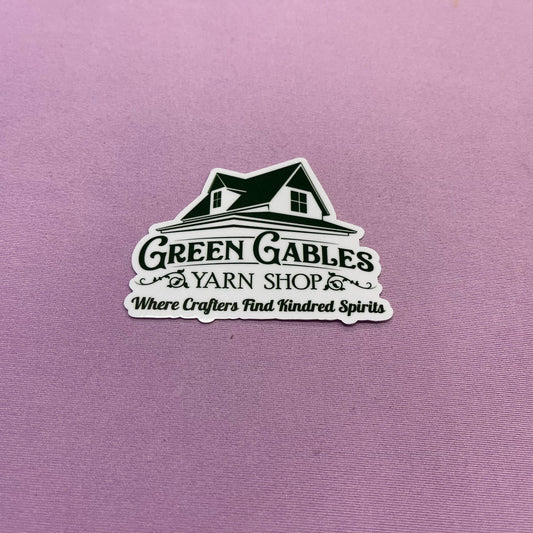 Green Gables
Yarn Shop
Where Crafters Find Kindred Spirits